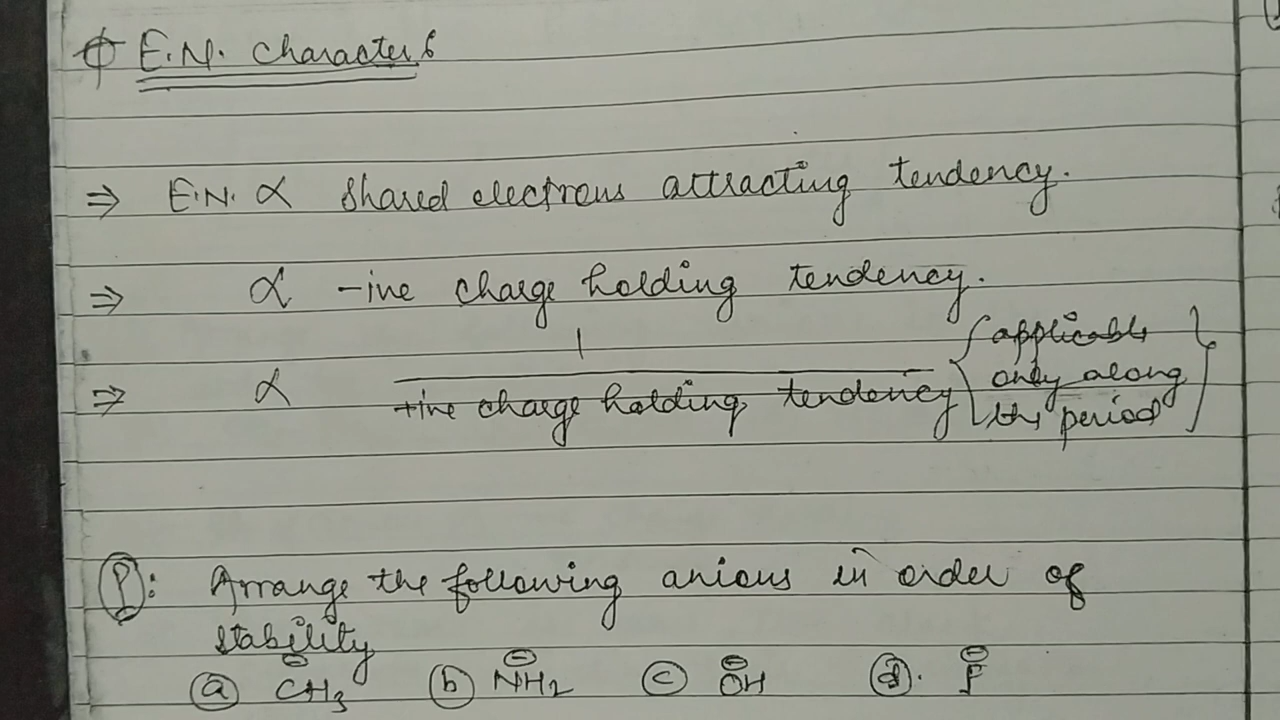 E.N. Character :
⇒ E.N. ∝ Shared electrons attracting tendency.
⇒ ∝ -ive charge holding tendency.
⇒ ∝ 1 / +ive charge holding tendency { applicable only along the period }
(P): Arrange the following anions in order of
stability
(a) CH₃⊖ (b) NH₂⊖ (c) OH⊖ (d). F⊖